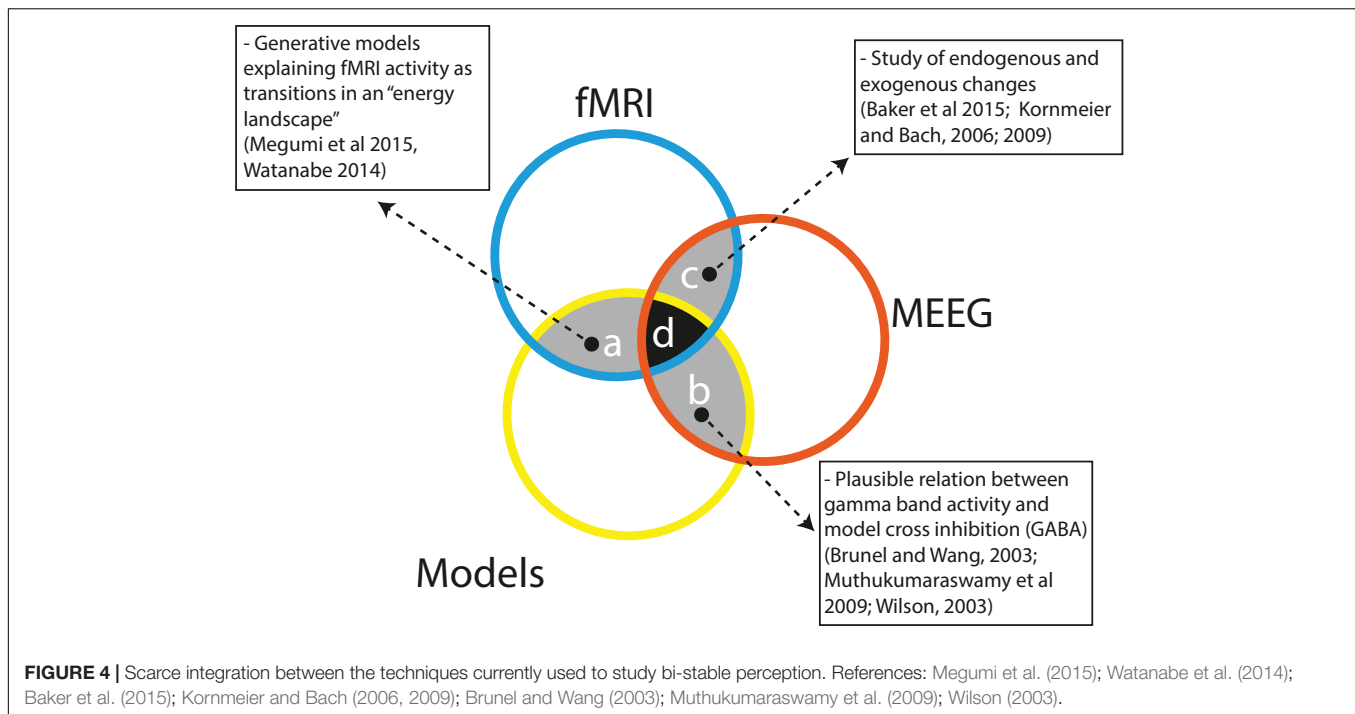 - Generative models
explaining fMRI activity as
transitions in an “energy
landscape”
(Megumi et al 2015,
Watanabe 2014)
fMRI
- Study of endogenous and
exogenous changes
(Baker et al 2015; Kornmeier
and Bach, 2006; 2009)
c
MEEG
a
d
b
Models
- Plausible relation between
gamma band activity and
model cross inhibition (GABA)
(Brunel and Wang, 2003;
Muthukumaraswamy et al
2009; Wilson, 2003)
FIGURE 4 | Scarce integration between the techniques currently used to study bi-stable perception. References: Megumi et al. (2015); Watanabe et al. (2014);
Baker et al. (2015); Kornmeier and Bach (2006, 2009); Brunel and Wang (2003); Muthukumaraswamy et al. (2009); Wilson (2003).